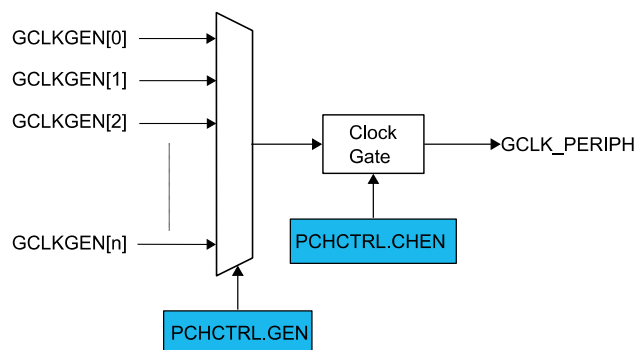 GCLKGEN[0]
GCLKGEN[1]
GCLKGEN[2]
GCLKGEN[n]
Clock
Gate
GCLK_PERIPH
PCHCTRL.CHEN
PCHCTRL.GEN